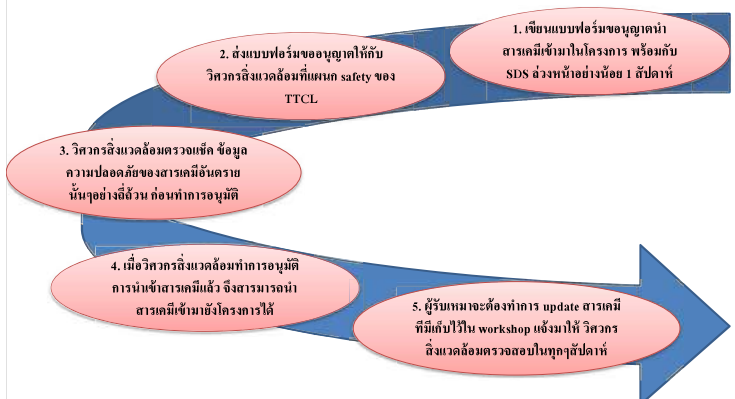 1. เขียนแบบฟอร์มขอนุญาตนำ
สารเคมีเข้ามาในโครงการ พร้อมกับ
SDS ล่วงหน้าอย่างน้อย 1 สัปดาห์
2. ส่งแบบฟอร์มขออนุญาตให้กับ
วิศวกรสิ่งแวดล้อมที่แผนก safety ของ
TTCL
3. วิศวกรสิ่งแวดล้อมตรวจเช็ค ข้อมูล
ความปลอดภัยของสารเคมีอันตราย
นั้นๆอย่างถี่ถ้วน ก่อนทำการอนุมัติ
4. เมื่อวิศวกรสิ่งแวดล้อมทำการอนุมัติ
การนำเข้าสารเคมีแล้ว จึงสารมารถนำ
สารเคมีเข้ามายังโครงการได้
5. ผู้รับเหมาจะต้องทำการ update สารเคมี
ที่มีเก็บไว้ใน workshop แจ้งมาให้ วิศวกร
สิ่งแวดล้อมตรวจสอบในทุกๆสัปดาห์